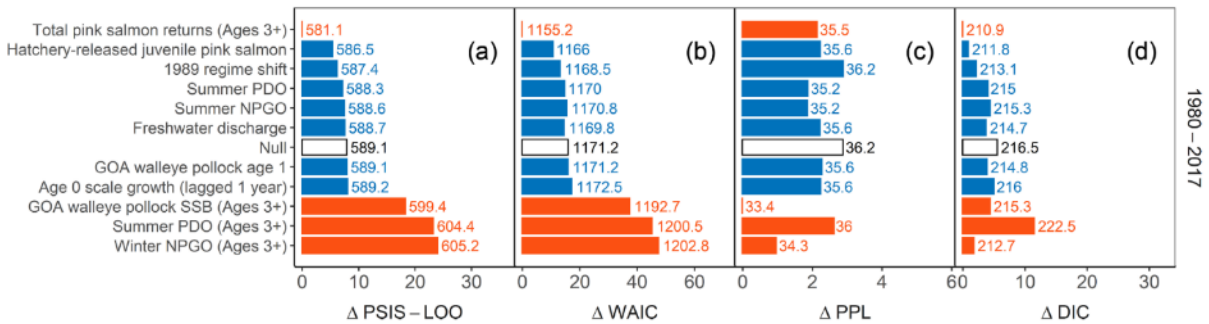 Total pink salmon returns (Ages 3+) 581.1 1155.2 35.5 210.9
(a) (b) (c) (d)
Hatchery-released juvenile pink salmon 586.5 1166 35.6 211.8
1989 regime shift 587.4 1168.5 36.2 213.1
Summer PDO 588.3 1170 35.2 215
Summer NPGO 588.6 1170.8 35.2 215.3
Freshwater discharge 588.7 1169.8 35.6 214.7
Null 589.1 1171.2 36.2 216.5
GOA walleye pollock age 1 589.1 1171.2 35.6 214.8
Age 0 scale growth (lagged 1 year) 589.2 1172.5 35.6 216
GOA walleye pollock SSB (Ages 3+) 599.4 1192.7 33.4 215.3
Summer PDO (Ages 3+) 604.4 1200.5 36 222.5
Winter NPGO (Ages 3+) 605.2 1202.8 34.3 212.7
0 10 20 30 0 20 40 60 0 2 4 6 0 10 20 30
Δ PSIS – LOO Δ WAIC Δ PPL Δ DIC
1980 – 2017